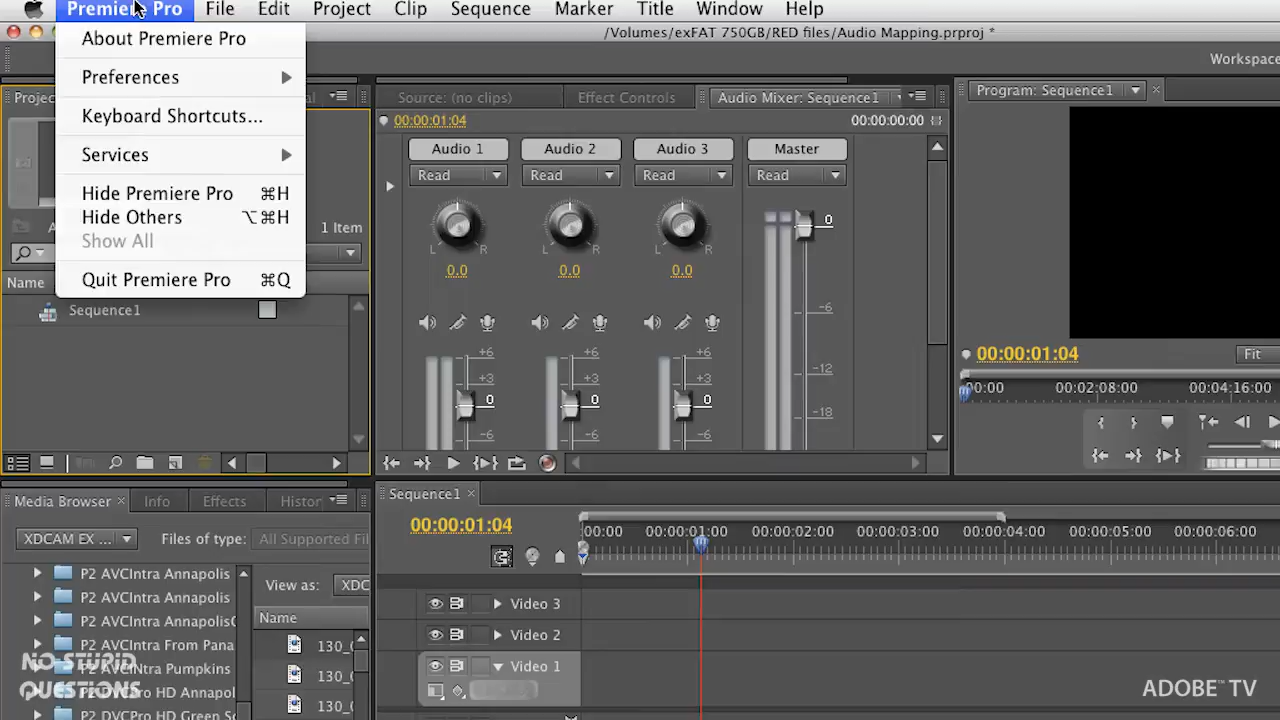 Premiere Pro File Edit Project Clip Sequence Marker Title Window Help
/Volumes/exFAT 750GB/RED files/Audio Mapping.prproj *
Workspace
About Premiere Pro
Preferences
Keyboard Shortcuts...
Services
Hide Premiere Pro ⌘H
Hide Others ⌥⌘H
Show All
Quit Premiere Pro ⌘Q
Projec
1 Item
Name
Sequence1
Source: (no clips) Effect Controls Audio Mixer: Sequence1
00:00:01:04 00:00:00:00
Audio 1 Audio 2 Audio 3 Master
Read Read Read Read
L R L R L R
0.0 0.0 0.0
0
-6
-12
-18
+6 +6 +6
+3 +3 +3
0 0 0
-6 -6 -6
Program: Sequence1
00:00:01:04 Fit
00:00 00:02:08:00 00:04:16:00
Media Browser Info Effects Histor
XDCAM EX ... Files of type: All Supported Fil
P2 AVCIntra Annapolis
P2 AVCIntra Annapolis
P2 AVCIntra Annapolis
P2 AVCIntra From Pana
P2 AVCINtra Pumpkins
P2 DVCPro HD Annapol
P2 DVCPro HD Green Sc
View as: XDC
Name
130_
130_
130_
Sequence1
00:00:01:04
00:00 00:00:01:00 00:00:02:00 00:00:03:00 00:00:04:00 00:00:05:00 00:00:06:00
Video 3
Video 2
Video 1
NO STUPID
QUESTIONS
ADOBE™ TV